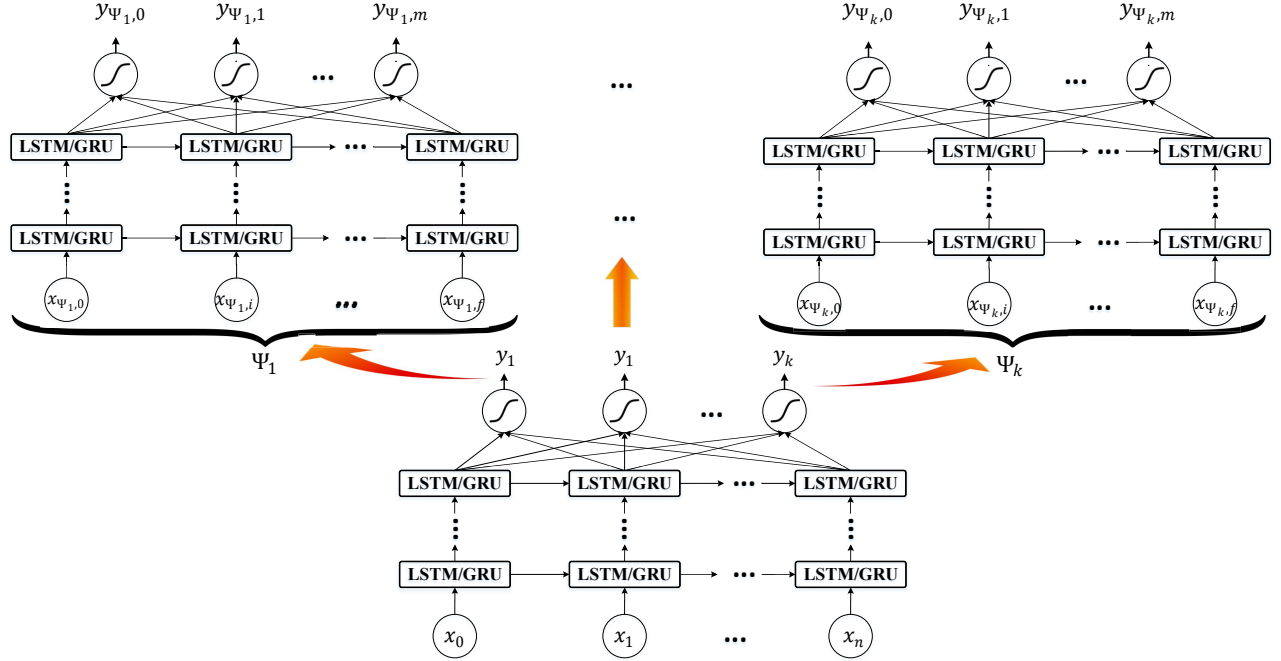 y_{Ψ_1,0} y_{Ψ_1,1} y_{Ψ_1,m} y_{Ψ_k,0} y_{Ψ_k,1} y_{Ψ_k,m}
... ...
...
LSTM/GRU LSTM/GRU ... LSTM/GRU LSTM/GRU LSTM/GRU ... LSTM/GRU
... ... ... ... ... ...
...
LSTM/GRU LSTM/GRU ... LSTM/GRU LSTM/GRU LSTM/GRU ... LSTM/GRU
x_{Ψ_1,0} x_{Ψ_1,i} ... x_{Ψ_1,f} x_{Ψ_k,0} x_{Ψ_k,i} ... x_{Ψ_k,f}
Ψ_1 y_1 y_1 y_k Ψ_k
...
LSTM/GRU LSTM/GRU ... LSTM/GRU
... ... ...
LSTM/GRU LSTM/GRU ... LSTM/GRU
x_0 x_1 ... x_n